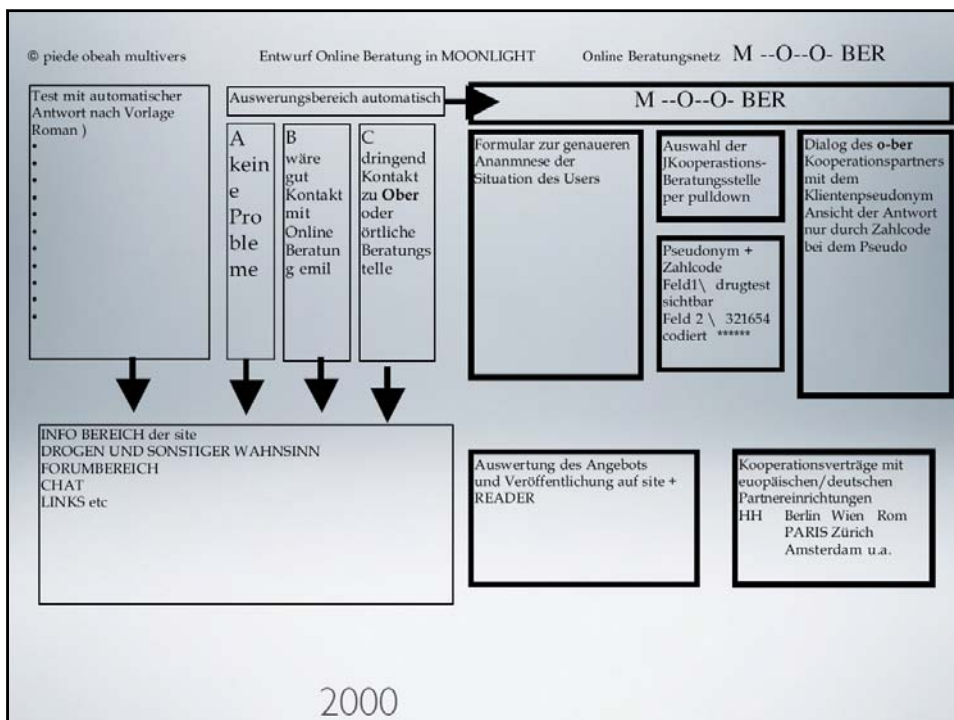 © piede obeah multivers
Entwurf Online Beratung in MOONLIGHT
Online Beratungsnetz M --O--O- BER
Test mit automatischer
Antwort nach Vorlage
Roman )
•
•
•
•
•
•
•
•
•
•
•
Auswerungsbereich automatisch
M --O--O- BER
A
kein
e
Pro
ble
me
B
wäre
gut
Kontakt
mit
Online
Beratun
g emil
C
dringend
Kontakt
zu Ober
oder
örtliche
Beratungs
telle
Formular zur genaueren
Ananmnese der
Situation des Users
Auswahl der
JKooperastions-
Beratungsstelle
per pulldown
Pseudonym +
Zahlcode
Feld1\ drugtest
sichtbar
Feld 2 \ 321654
codiert ******
Dialog des o-ber
Kooperationspartners
mit dem
Klientenpseudonym
Ansicht der Antwort
nur durch Zahlcode
bei dem Pseudo
INFO BEREICH der site
DROGEN UND SONSTIGER WAHNSINN
FORUMBEREICH
CHAT
LINKS etc
Auswertung des Angebots
und Veröffentlichung auf site +
READER
Kooperationsverträge mit
euopäischen/deutschen
Partnereinrichtungen
HH Berlin Wien Rom
PARIS Zürich
Amsterdam u.a.
2000